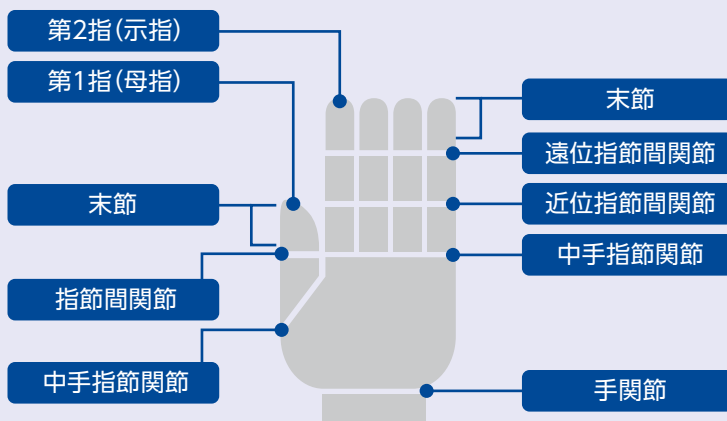 第2指(示指)
第1指(母指)
末節
指節間関節
中手指節関節
末節
遠位指節間関節
近位指節間関節
中手指節関節
手関節